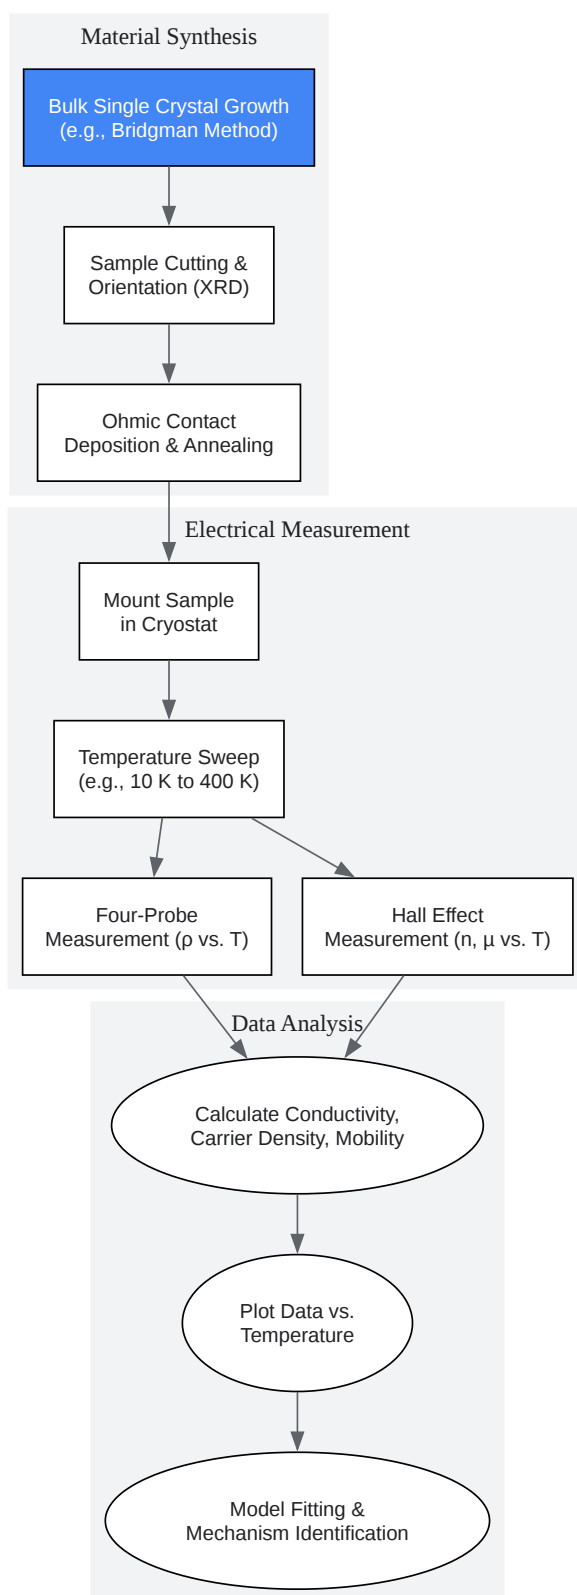 Material Synthesis
Bulk Single Crystal Growth
(e.g., Bridgman Method)
Sample Cutting &
Orientation (XRD)
Ohmic Contact
Deposition & Annealing
Electrical Measurement
Mount Sample
in Cryostat
Temperature Sweep
(e.g., 10 K to 400 K)
Four-Probe
Measurement (ρ vs. T)
Hall Effect
Measurement (n, μ vs. T)
Data Analysis
Calculate Conductivity,
Carrier Density, Mobility
Plot Data vs.
Temperature
Model Fitting &
Mechanism Identification